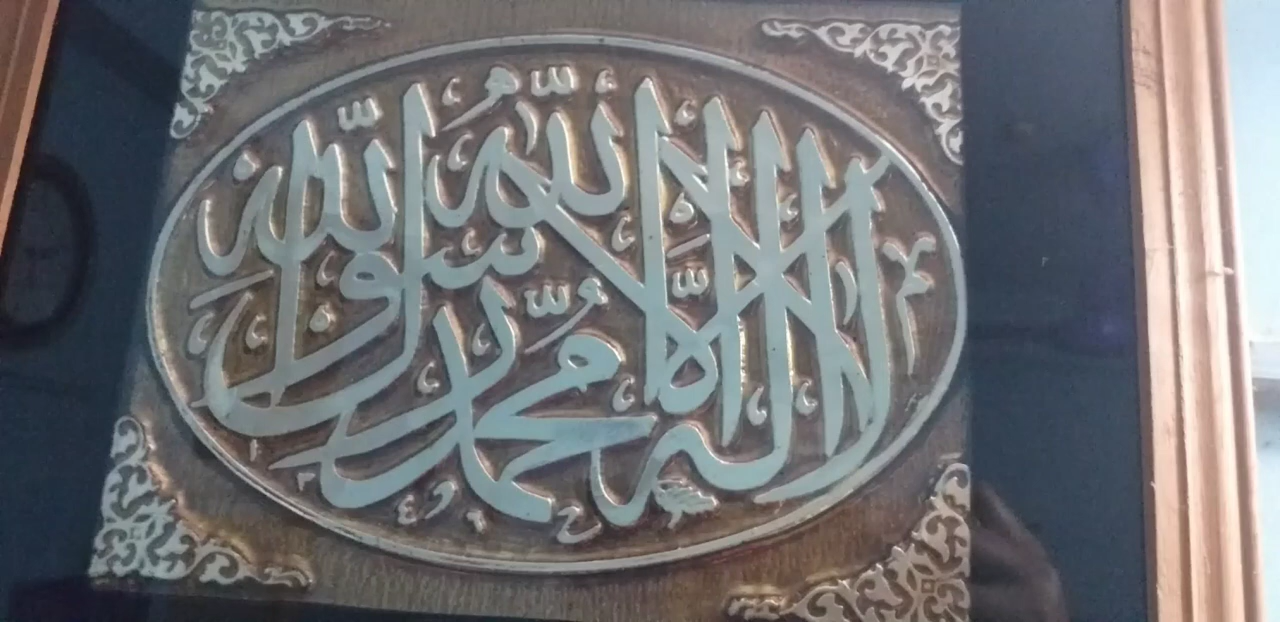 لا إله إلا الله محمد رسول الله